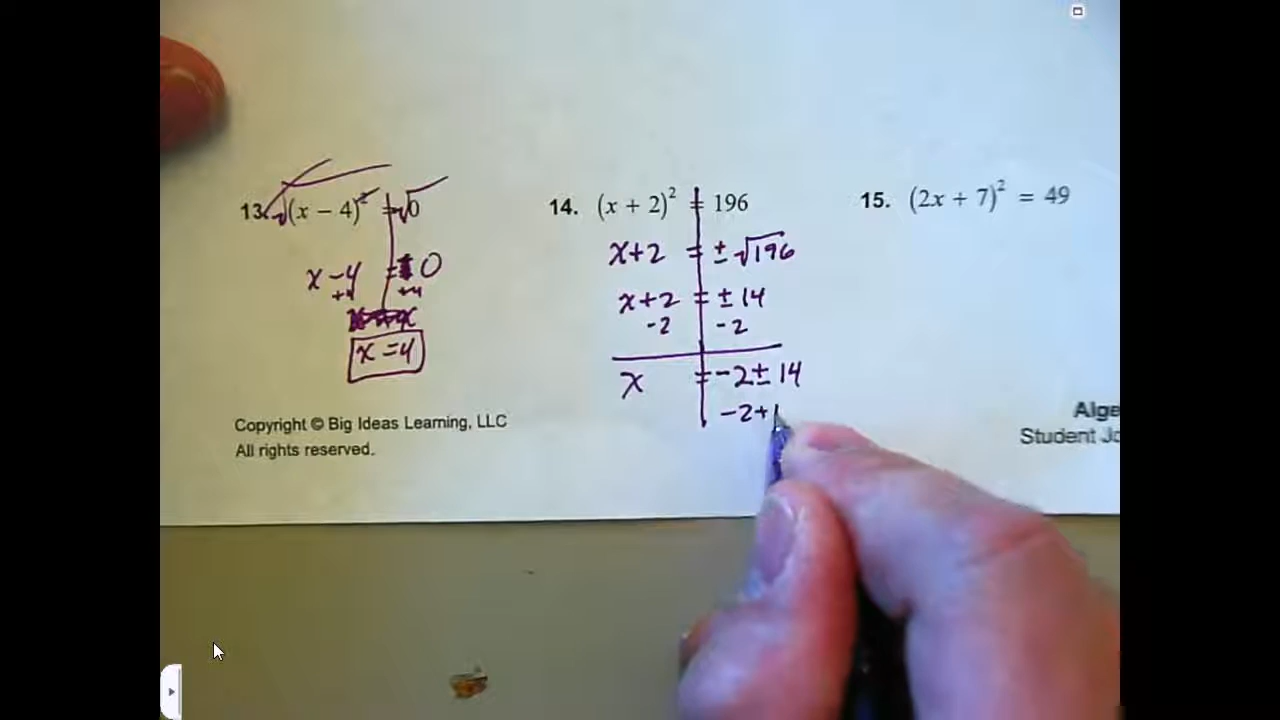 13. √(x − 4)² = √0
x − 4 = 0
+4 +4
x = 4
14. (x + 2)² = 196
x + 2 = ± √196
x + 2 = ± 14
-2 -2
x = -2 ± 14
-2 +
15. (2x + 7)² = 49
Copyright © Big Ideas Learning, LLC
All rights reserved.
Alge
Student Jo